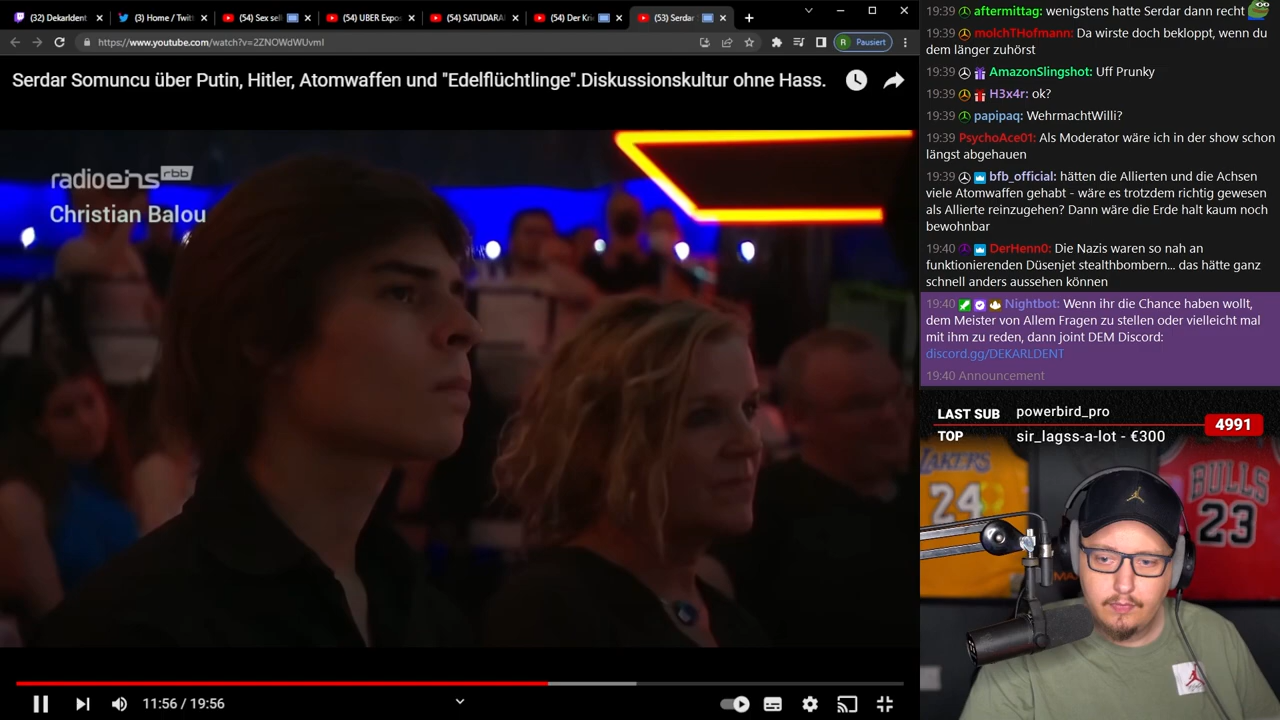 (32) Dekarldent
(3) Home / Twit
(54) Sex sel
(54) UBER Expo
(54) SATUDARA
(54) Der Kri
(53) Serdar
https://www.youtube.com/watch?v=2ZNOWdWUvmI
R Pausiert
Serdar Somuncu über Putin, Hitler, Atomwaffen und "Edelflüchtlinge".Diskussionskultur ohne Hass.
radioeins rbb
Christian Balou
11:56 / 19:56
19:39 aftermittag: wenigstens hatte Serdar dann recht
19:39 molchTHofmann: Da wirste doch bekloppt, wenn du
dem länger zuhörst
19:39 AmazonSlingshot: Uff Prunky
19:39 H3x4r: ok?
19:39 papipaq: WehrmachtWilli?
PsychoAce01: Als Moderator wäre ich in der show schon
längst abgehauen
19:39 bfb_official: hätten die Allierten und die Achsen
viele Atomwaffen gehabt - wäre es trotzdem richtig gewesen
als Allierte reinzugehen? Dann wäre die Erde halt kaum noch
bewohnbar
19:40 DerHenn0: Die Nazis waren so nah an
funktionierenden Düsenjet stealthbombern... das hätte ganz
schnell anders aussehen können
19:40 Nightbot: Wenn ihr die Chance haben wollt,
dem Meister von Allem Fragen zu stellen oder vielleicht mal
mit ihm zu reden, dann joint DEM Discord:
discord.gg/DEKARLDENT
19:40 Announcement
LAST SUB powerbird_pro
4991
TOP sir_lagss-a-lot - €300
LAKERS
24
BULLS
23